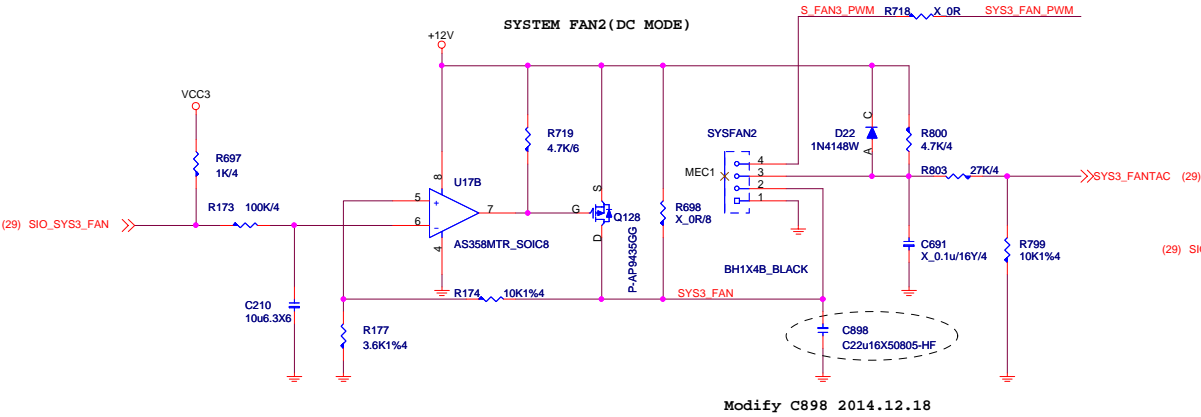 S_FAN3_PWM
R718
X_0R
SYS3_FAN_PWM
SYSTEM FAN2(DC MODE)
+12V
VCC3
R697
1K/4
R719
4.7K/6
SYSFAN2
MEC1
4
3
2
1
D22
1N4148W
C
A
R800
4.7K/4
R803
27K/4
SYS3_FANTAC
(29)
U17B
8
5
+
6
-
7
4
AS358MTR_SOIC8
G
S
D
Q128
P-AP9435GG
R698
X_0R/8
(29) SIO_SYS3_FAN
R173
100K/4
BH1X4B_BLACK
C691
X_0.1u/16Y/4
R799
10K1%4
(29)
C210
10u6.3X6
R174
10K1%4
SYS3_FAN
R177
3.6K1%4
C898
C22u16X50805-HF
Modify C898 2014.12.18